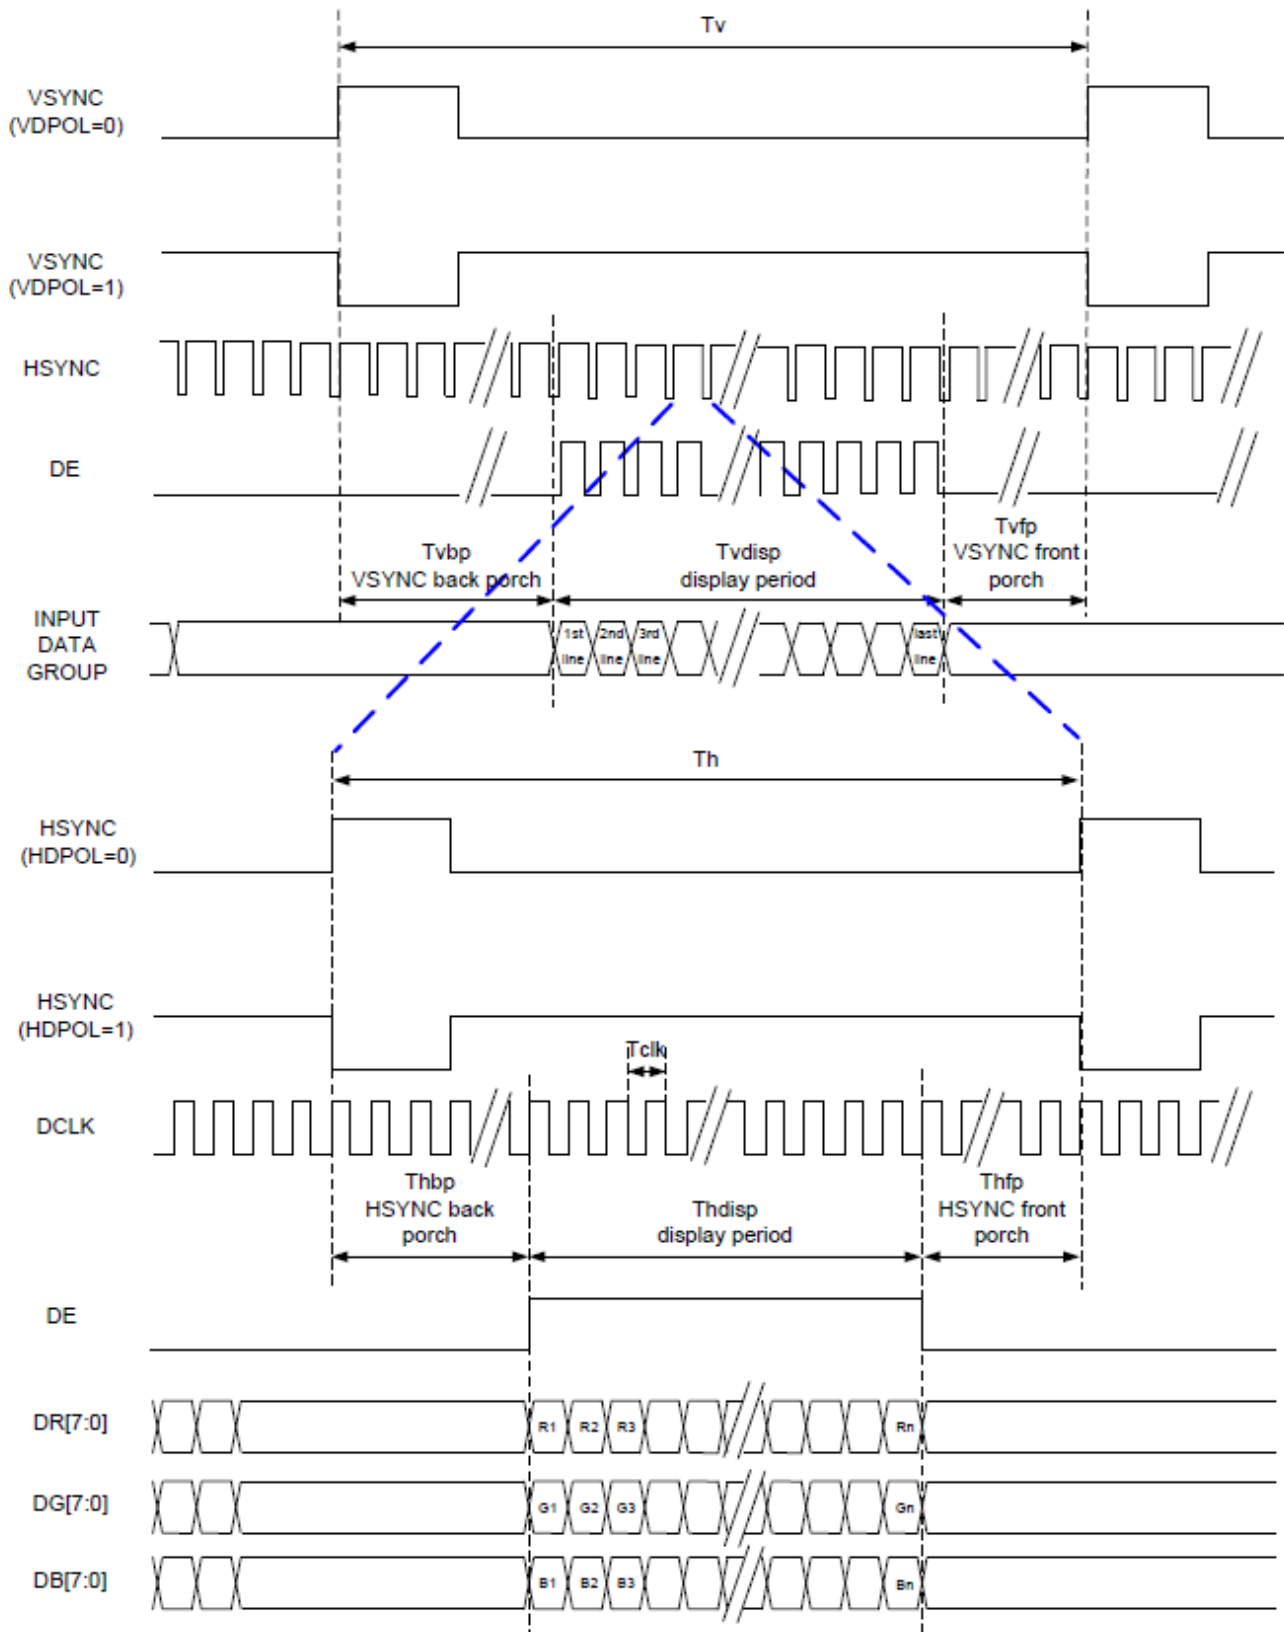 Tv
VSYNC
(VDPOL=0)
VSYNC
(VDPOL=1)
HSYNC
DE
Tvbp
VSYNC back porch
Tvdisp
display period
Tvfp
VSYNC front
porch
INPUT
DATA
GROUP
1st
line
2nd
line
3rd
line
last
line
Th
HSYNC
(HDPOL=0)
HSYNC
(HDPOL=1)
Tclk
DCLK
Thbp
HSYNC back
porch
Thdisp
display period
Thfp
HSYNC front
porch
DE
DR[7:0]
R1 R2 R3 Rn
DG[7:0]
G1 G2 G3 Gn
DB[7:0]
B1 B2 B3 Bn